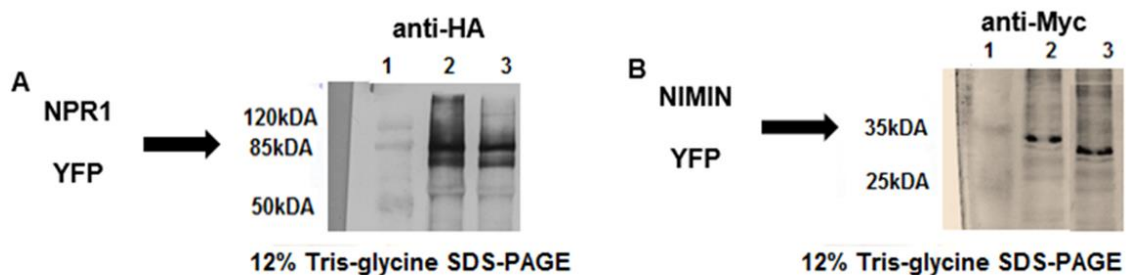 A
NPR1
YFP
anti-HA
1 2 3
120kDA
85kDA
50kDA
12% Tris-glycine SDS-PAGE
B
NIMIN
YFP
anti-Myc
1 2 3
35kDA
25kDA
12% Tris-glycine SDS-PAGE